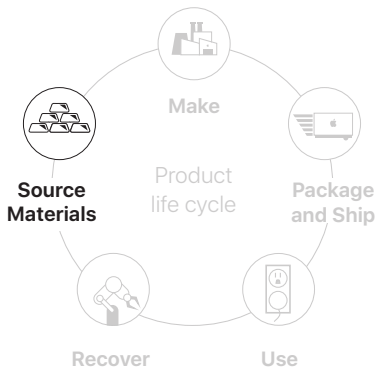 Make
Source
Materials
Product
life cycle
Package
and Ship
Recover
Use